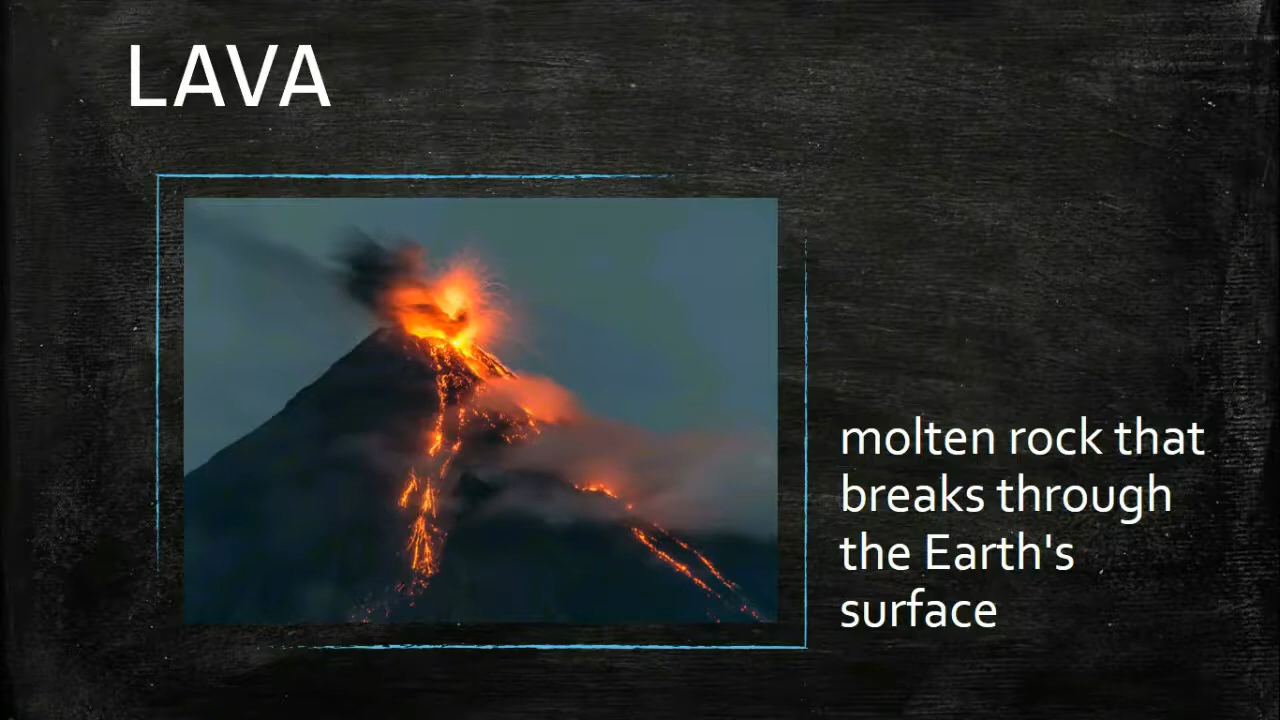 LAVA
molten rock that
breaks through
the Earth's
surface